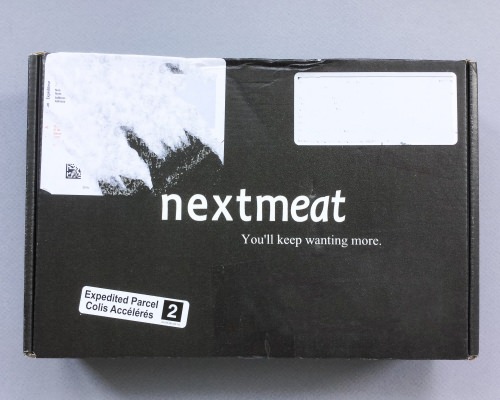 nextmeat
You'll keep wanting more.
Expedited Parcel
Colis Accélérés
2